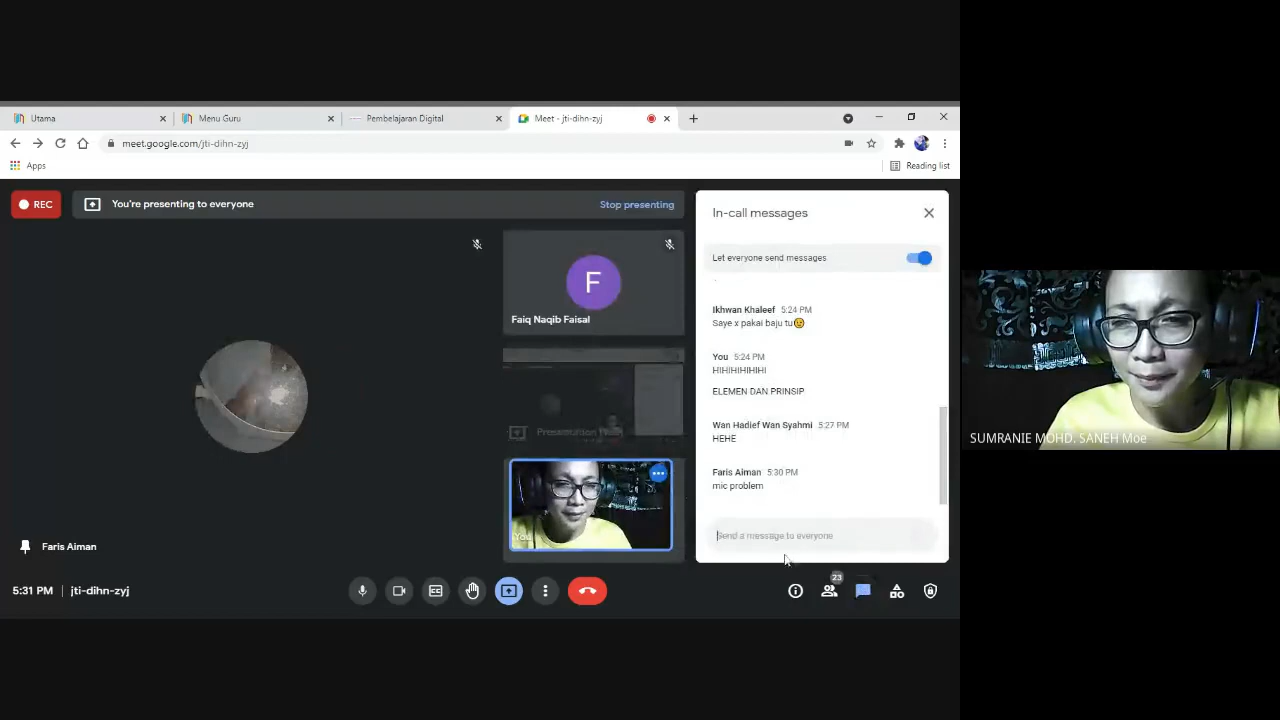 Utama
Menu Guru
Pembelajaran Digital
Meet - jti-dihn-zyj
meet.google.com/jti-dihn-zyj
Apps
Reading list
REC
You're presenting to everyone
Stop presenting
In-call messages
Let everyone send messages
F
Faiq Naqib Faisal
Ikhwan Khaleef 5:24 PM
Saye x pakai baju tu
You 5:24 PM
HIHIHIHIHIHI
ELEMEN DAN PRINSIP
Wan Hadief Wan Syahmi 5:27 PM
HEHE
Faris Aiman 5:30 PM
mic problem
Send a message to everyone
You
Faris Aiman
5:31 PM | jti-dihn-zyj
23
SUMRANIE MOHD. SANEH Moe